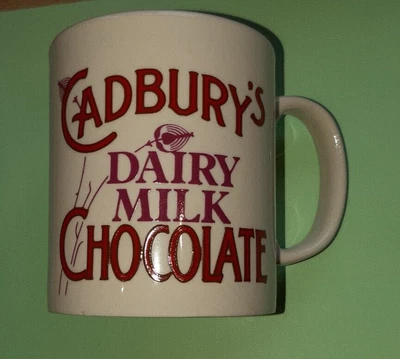 CADBURY'S
DAIRY
MILK
CHOCOLATE